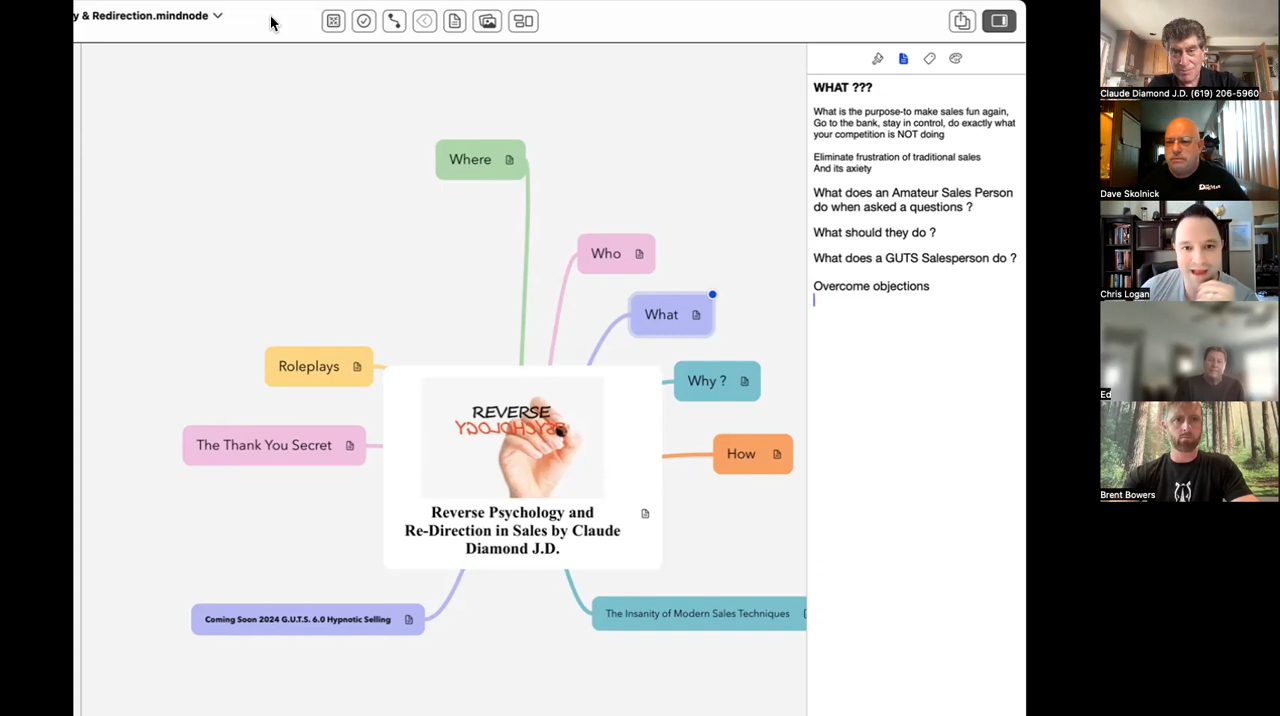 y & Redirection.mindnode
Where
Who
What
Why ?
How
Roleplays
The Thank You Secret
REVERSE
PSYCHOLOGY
Reverse Psychology and
Re-Direction in Sales by Claude
Diamond J.D.
Coming Soon 2024 G.U.T.S. 6.0 Hypnotic Selling
The Insanity of Modern Sales Techniques
WHAT ???
What is the purpose-to make sales fun again,
Go to the bank, stay in control, do exactly what
your competition is NOT doing
Eliminate frustration of traditional sales
And its axiety
What does an Amateur Sales Person
do when asked a questions ?
What should they do ?
What does a GUTS Salesperson do ?
Overcome objections
Claude Diamond J.D. (619) 206-5960
Dave Skolnick
Chris Logan
Ed
Brent Bowers